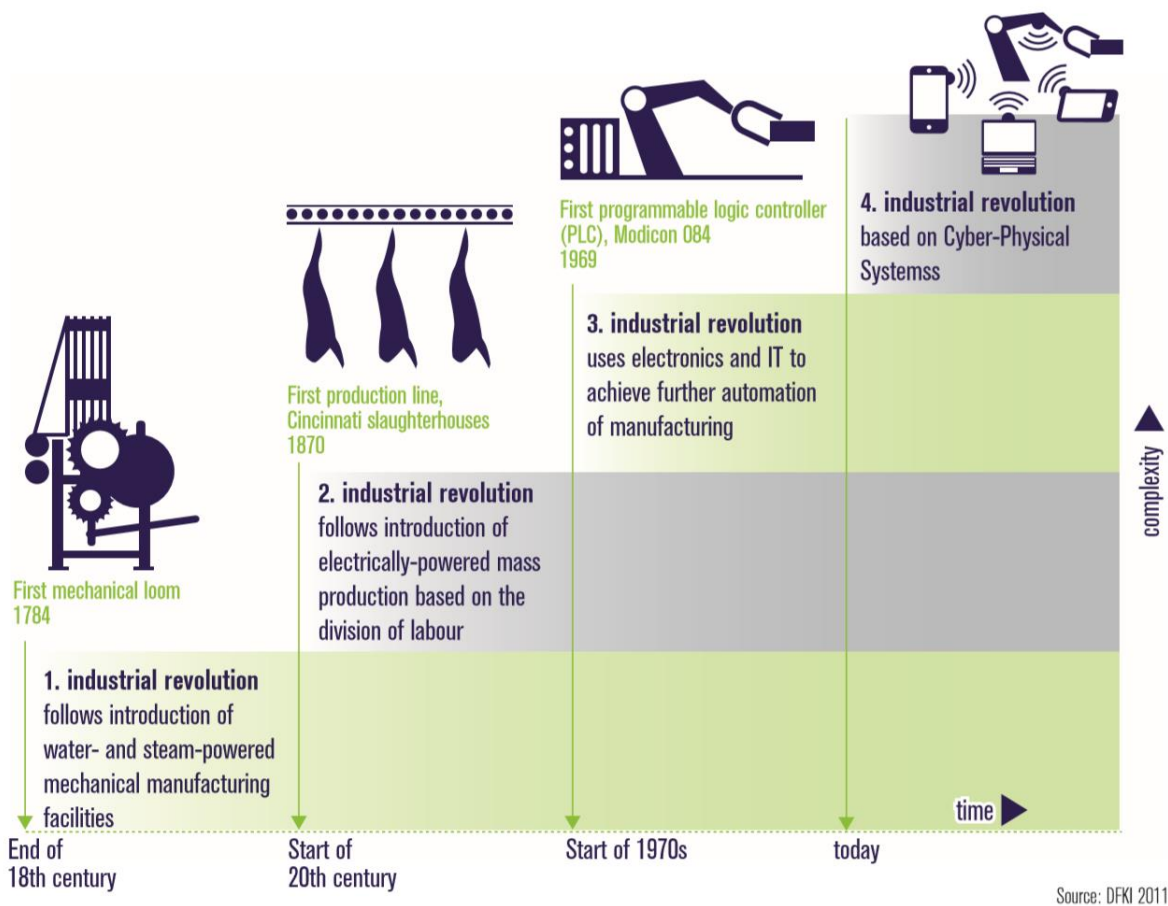 4. industrial revolution
based on Cyber-Physical
Systemss
First programmable logic controller
(PLC), Modicon 084
1969
3. industrial revolution
uses electronics and IT to
achieve further automation
of manufacturing
First production line,
Cincinnati slaughterhouses
1870
2. industrial revolution
follows introduction of
electrically-powered mass
production based on the
division of labour
First mechanical loom
1784
1. industrial revolution
follows introduction of
water- and steam-powered
mechanical manufacturing
facilities
complexity
time
End of
18th century
Start of
20th century
Start of 1970s
today
Source: DFKI 2011